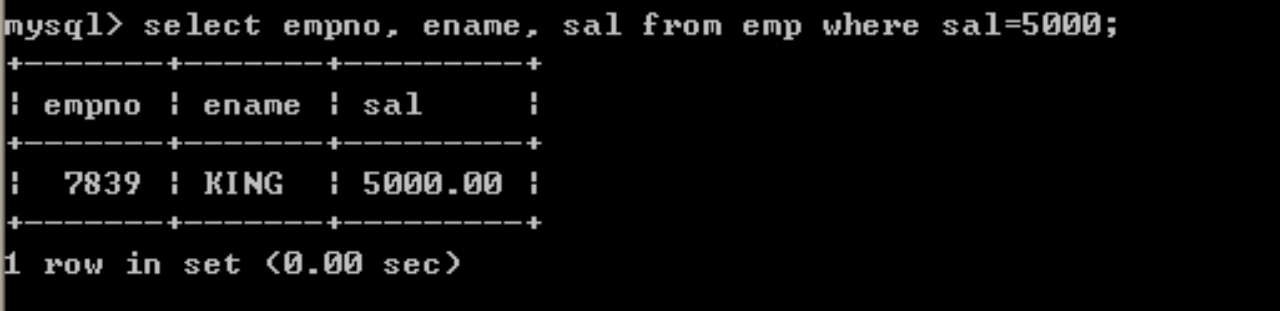 mysql> select empno, ename, sal from emp where sal=5000;
+-------+-------+---------+
| empno | ename | sal     |
+-------+-------+---------+
|  7839 | KING  | 5000.00 |
+-------+-------+---------+
1 row in set (0.00 sec)